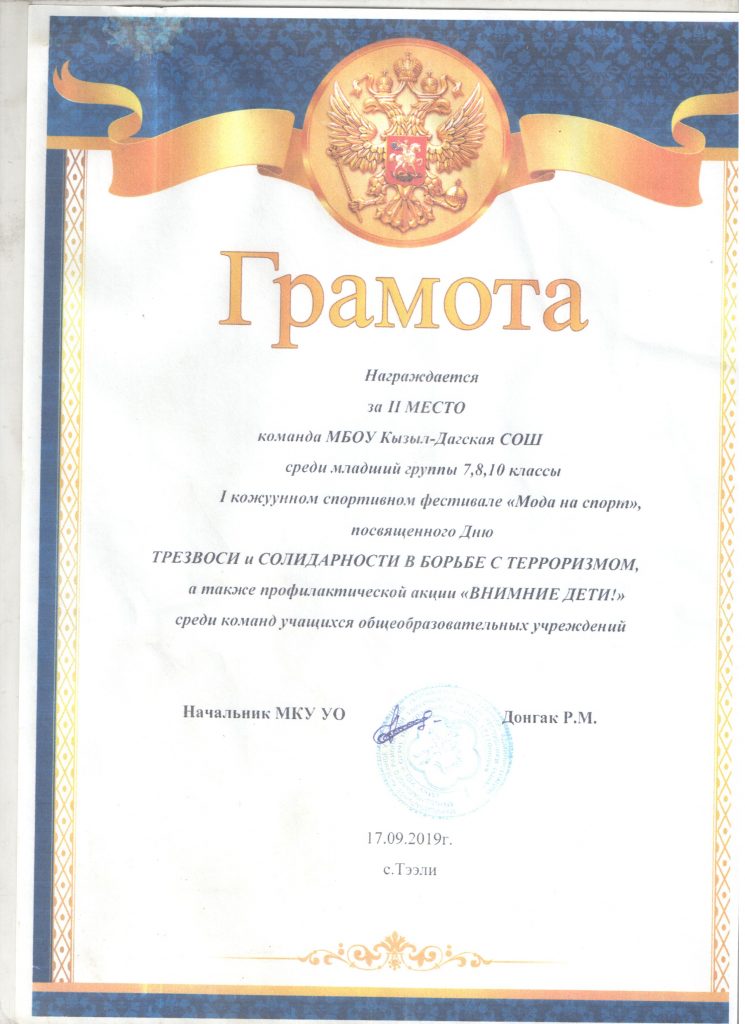 Грамота
Награждается
за II МЕСТО
команда МБОУ Кызыл-Дагская СОШ
среди младший группы 7,8,10 классы
I кожуунном спортивном фестивале «Мода на спорт»,
посвященного Дню
ТРЕЗВОСИ и СОЛИДАРНОСТИ В БОРЬБЕ С ТЕРРОРИЗМОМ,
а также профилактической акции «ВНИМНИЕ ДЕТИ!»
среди команд учащихся общеобразовательных учреждений
Начальник МКУ УО Донгак Р.М.
17.09.2019г.
с.Тээли